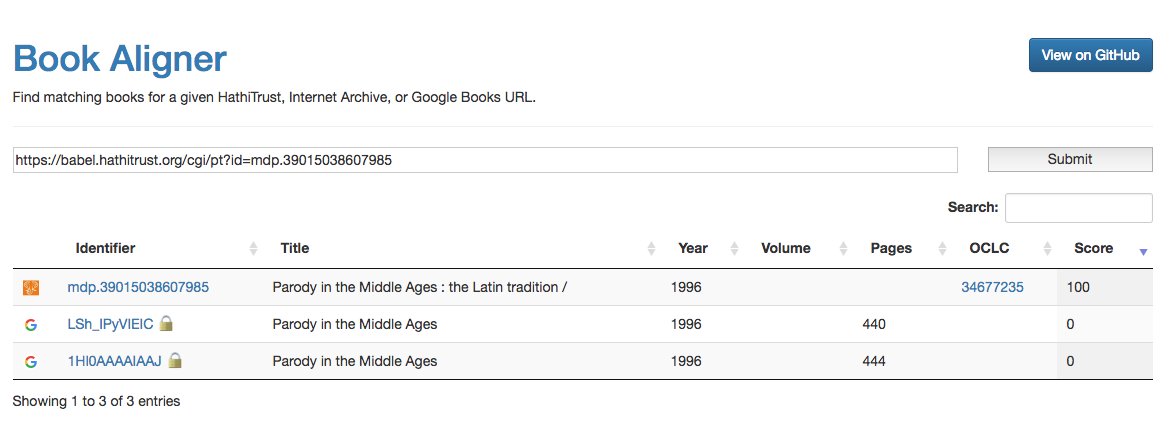 Book Aligner
View on GitHub
Find matching books for a given HathiTrust, Internet Archive, or Google Books URL.
https://babel.hathitrust.org/cgi/pt?id=mdp.39015038607985
Submit
Search:
Identifier Title Year Volume Pages OCLC Score
mdp.39015038607985 Parody in the Middle Ages : the Latin tradition / 1996 34677235 100
LSh_IPyVIEIC Parody in the Middle Ages 1996 440 0
1HI0AAAAIAAJ Parody in the Middle Ages 1996 444 0
Showing 1 to 3 of 3 entries